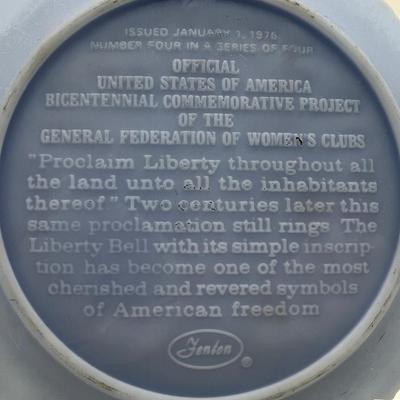 ISSUED JANUARY 1, 1976
NUMBER FOUR IN A SERIES OF FOUR
OFFICIAL
UNITED STATES OF AMERICA
BICENTENNIAL COMMEMORATIVE PROJECT
OF THE
GENERAL FEDERATION OF WOMEN'S CLUBS
"Proclaim Liberty throughout all
the land unto all the inhabitants
thereof" Two centuries later this
same proclamation still rings The
Liberty Bell with its simple inscrip-
tion has become one of the most
cherished and revered symbols
of American freedom
Fenton ®